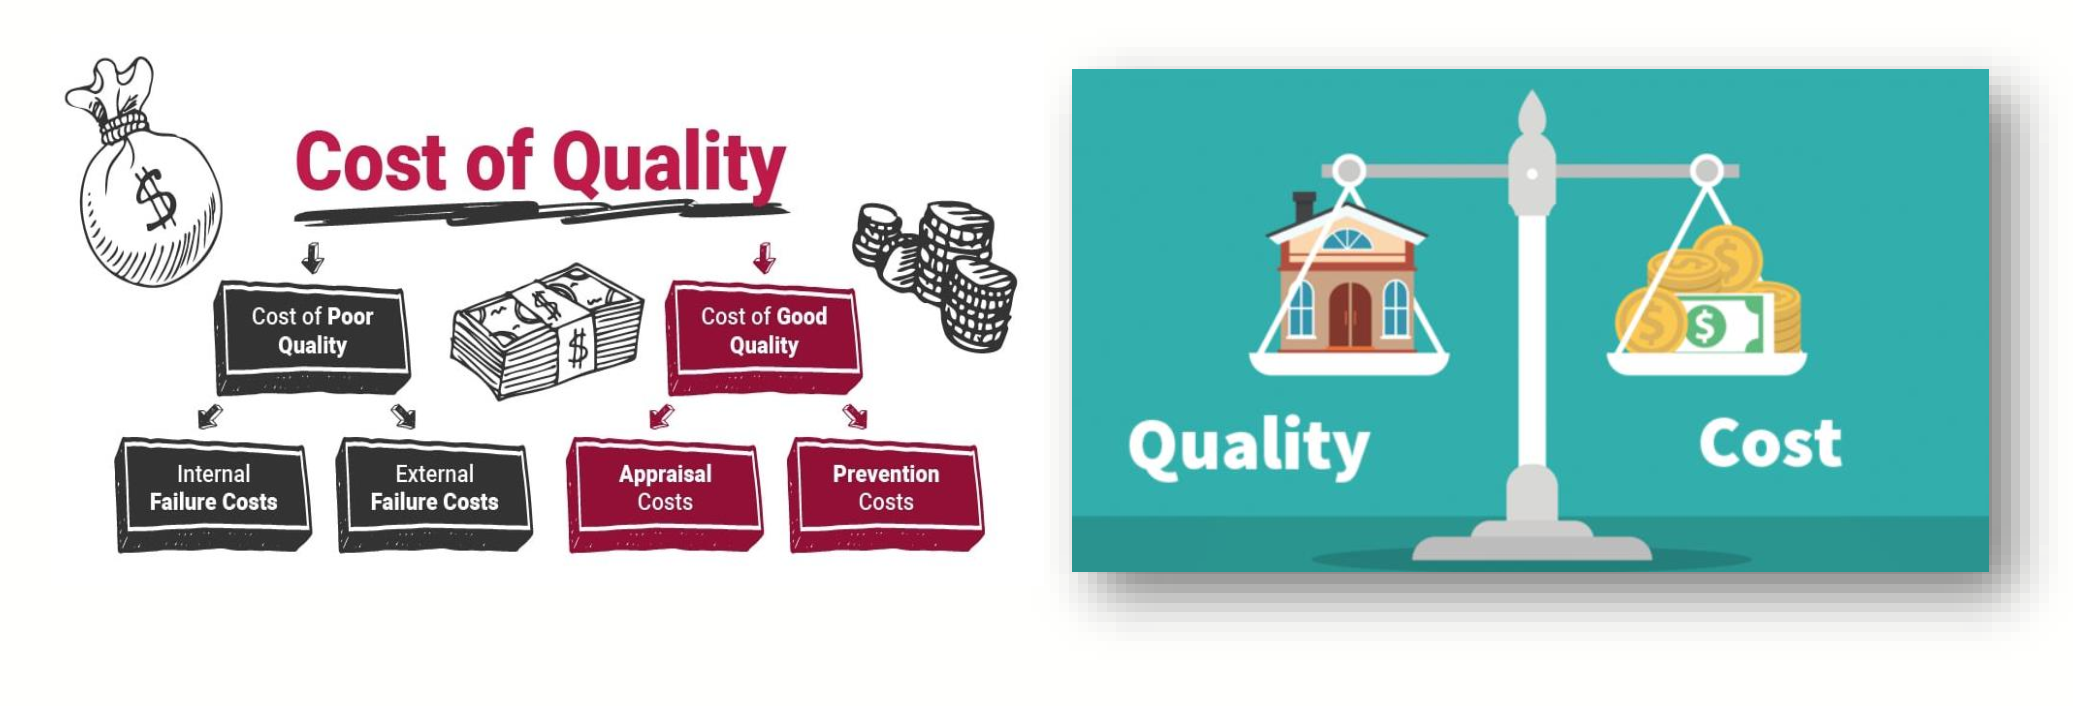 Cost of Quality
Cost of Poor
Quality
Cost of Good
Quality
Internal
Failure Costs
External
Failure Costs
Appraisal
Costs
Prevention
Costs
$
$
$
Quality
Cost
$
$
$
$